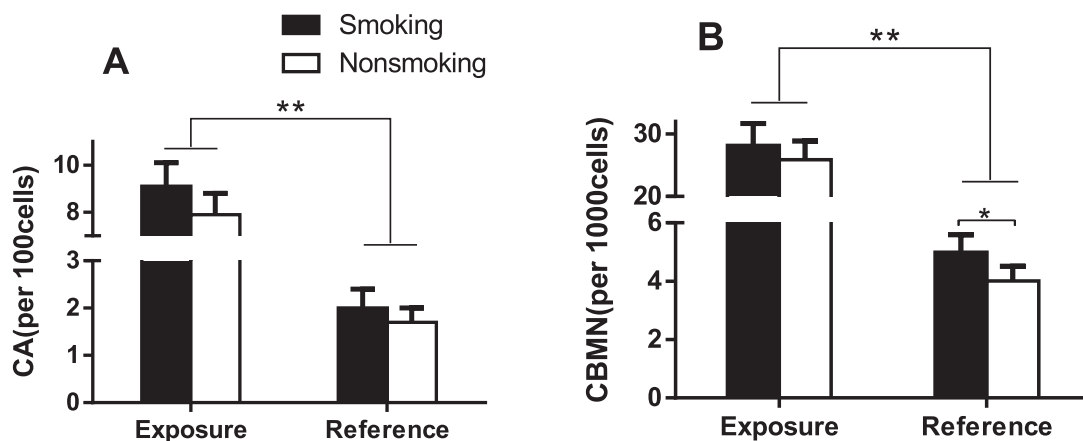 Smoking
Nonsmoking
A
**
CA(per 100cells)
10
8
3
2
1
0
Exposure
Reference
B
**
*
CBMN(per 1000cells)
30
20
6
4
2
0
Exposure
Reference